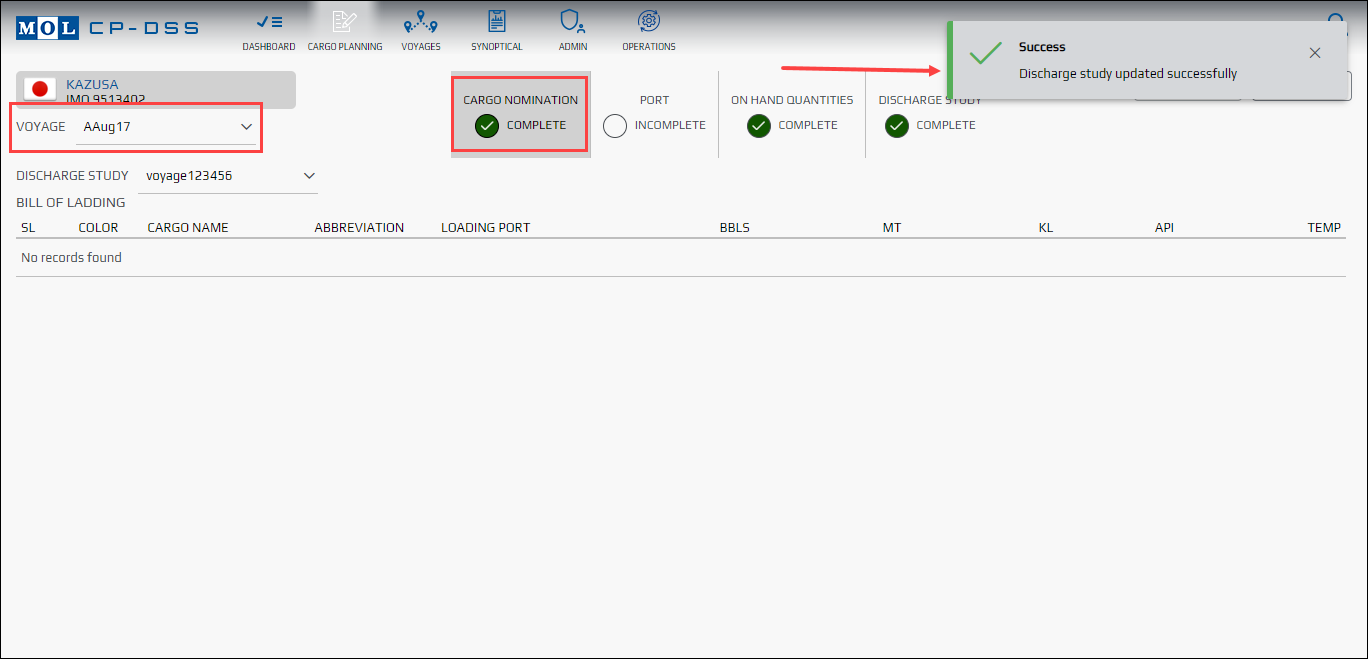 MOL CP-DSS
DASHBOARD CARGO PLANNING VOYAGES SYNOPTICAL ADMIN OPERATIONS
Success
Discharge study updated successfully
KAZUSA
IMO 9513402
VOYAGE AAug17
CARGO NOMINATION PORT ON HAND QUANTITIES DISCHARGE STUDY
COMPLETE INCOMPLETE COMPLETE COMPLETE
DISCHARGE STUDY voyage123456
BILL OF LADDING
SL COLOR CARGO NAME ABBREVIATION LOADING PORT BBLS MT KL API TEMP
No records found